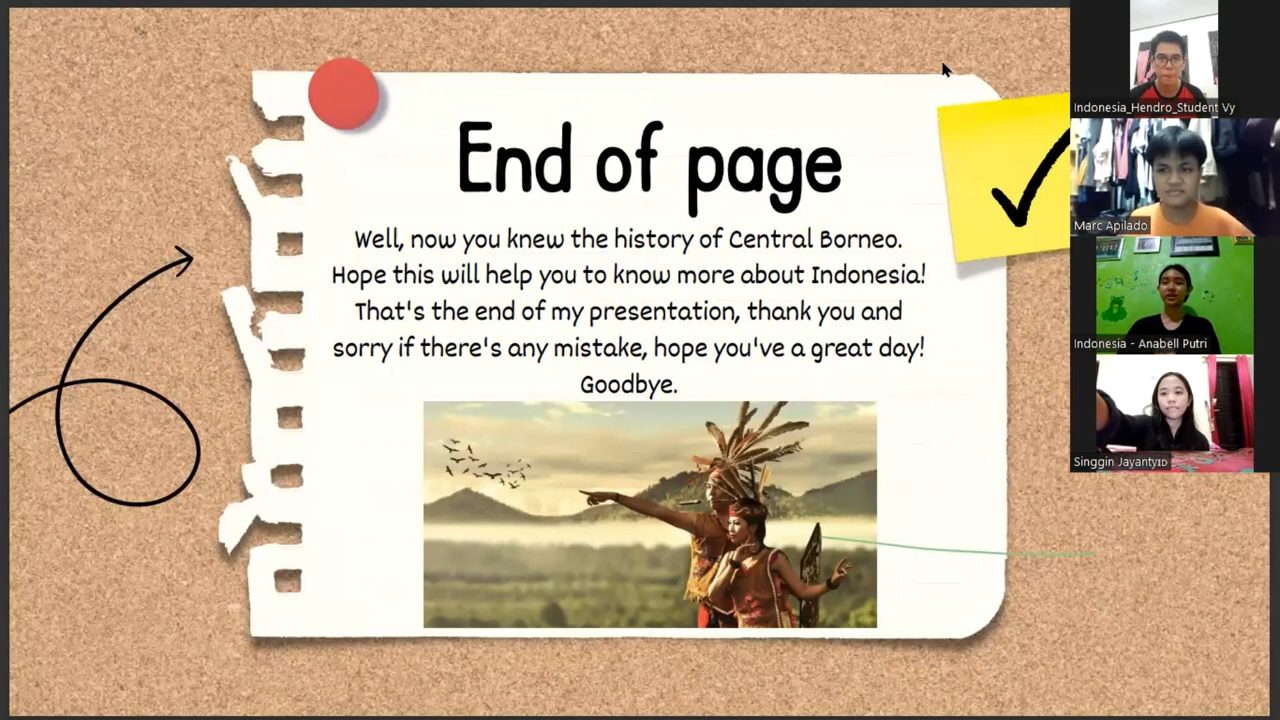 End of page
Well, now you knew the history of Central Borneo.
Hope this will help you to know more about Indonesia!
That's the end of my presentation, thank you and
sorry if there's any mistake, hope you've a great day!
Goodbye.
Indonesia_Hendro_Student Vy
Marc Apilado
Indonesia - Anabell Putri
Singgin Jayantyıᴅ